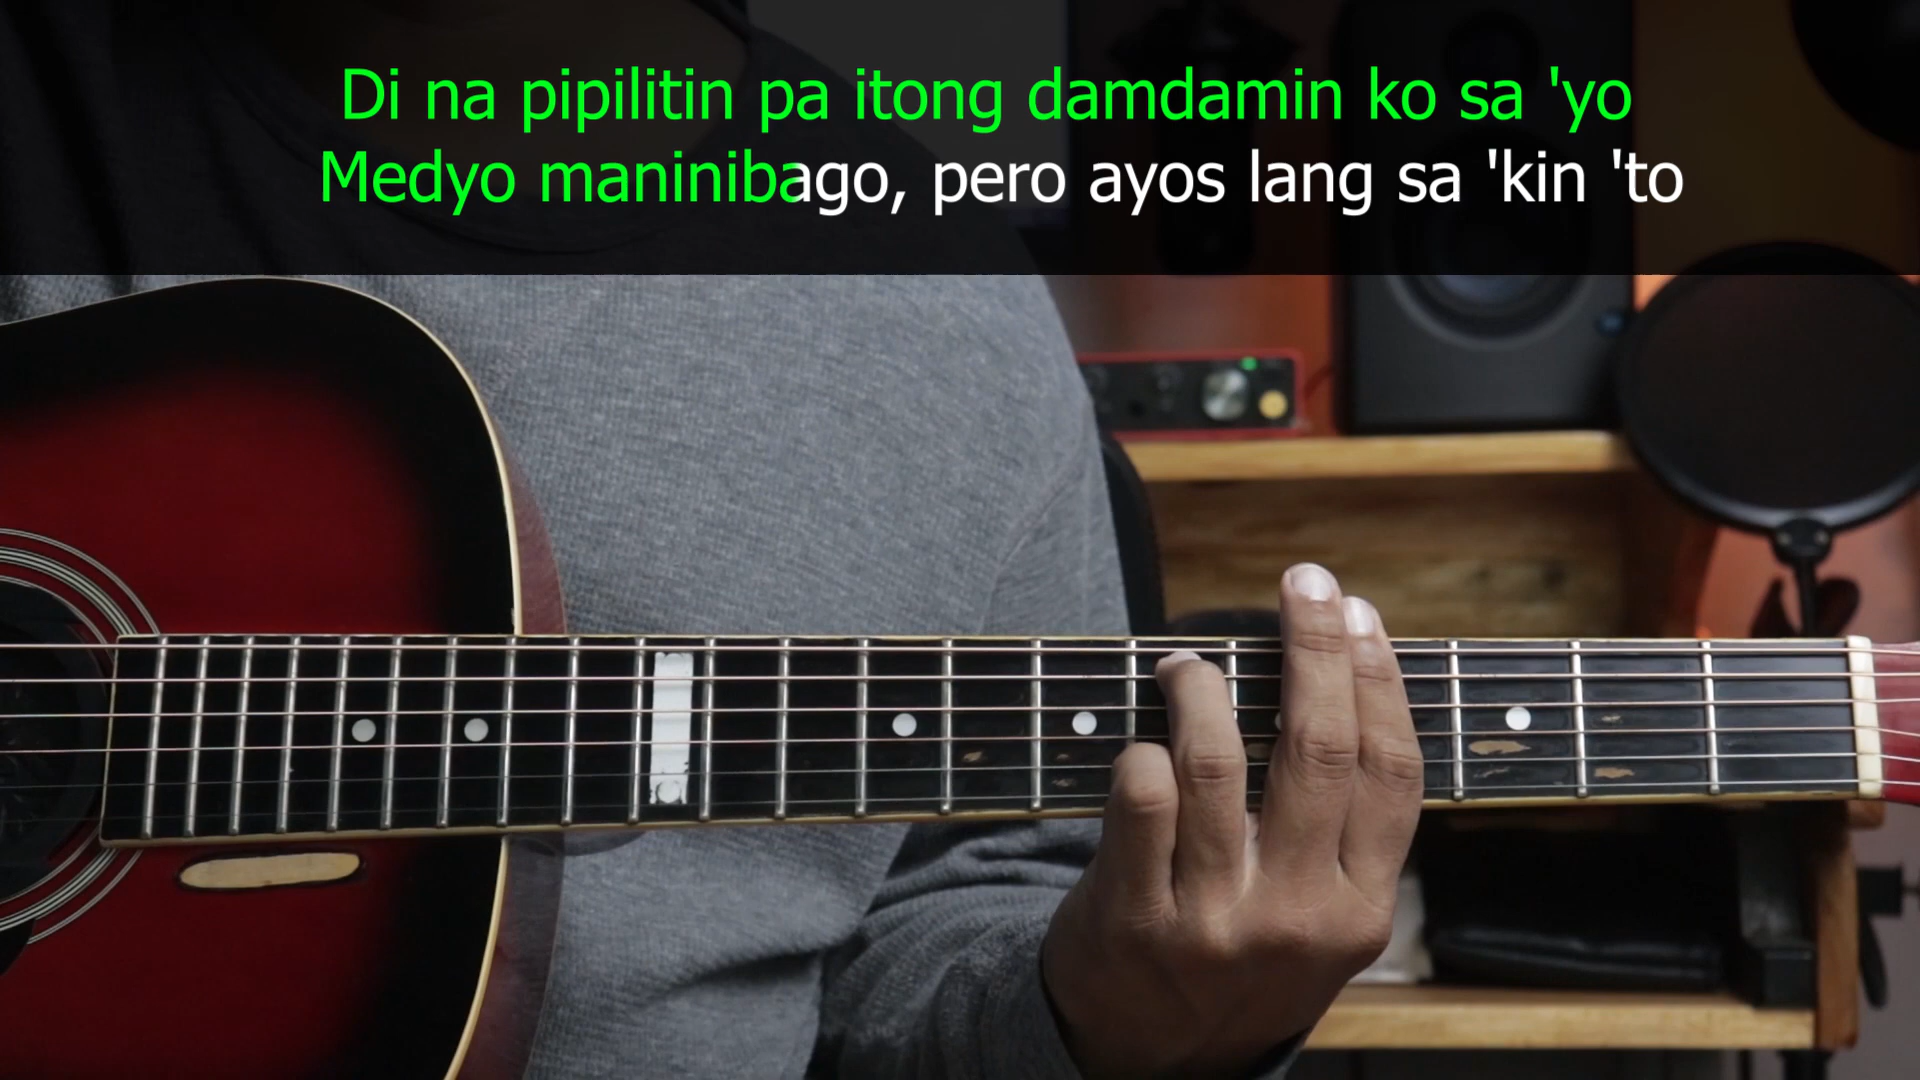 Di na pipilitin pa itong damdamin ko sa 'yo
Medyo maninibago, pero ayos lang sa 'kin 'to